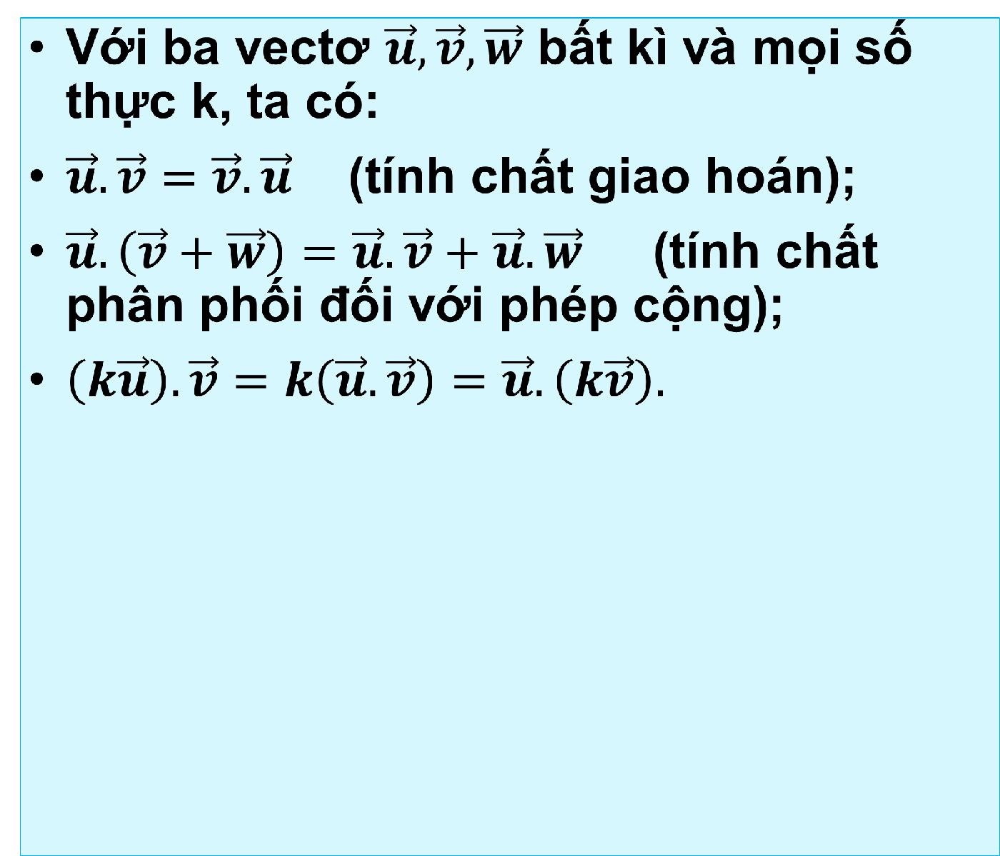 • Với ba vectơ $\vec{u}, \vec{v}, \vec{w}$ bất kì và mọi số
thực k, ta có:
• $\vec{u}.\vec{v} = \vec{v}.\vec{u}$ (tính chất giao hoán);
• $\vec{u}.(\vec{v} + \vec{w}) = \vec{u}.\vec{v} + \vec{u}.\vec{w}$ (tính chất
phân phối đối với phép cộng);
• $(k\vec{u}).\vec{v} = k(\vec{u}.\vec{v}) = \vec{u}.(k\vec{v}).$